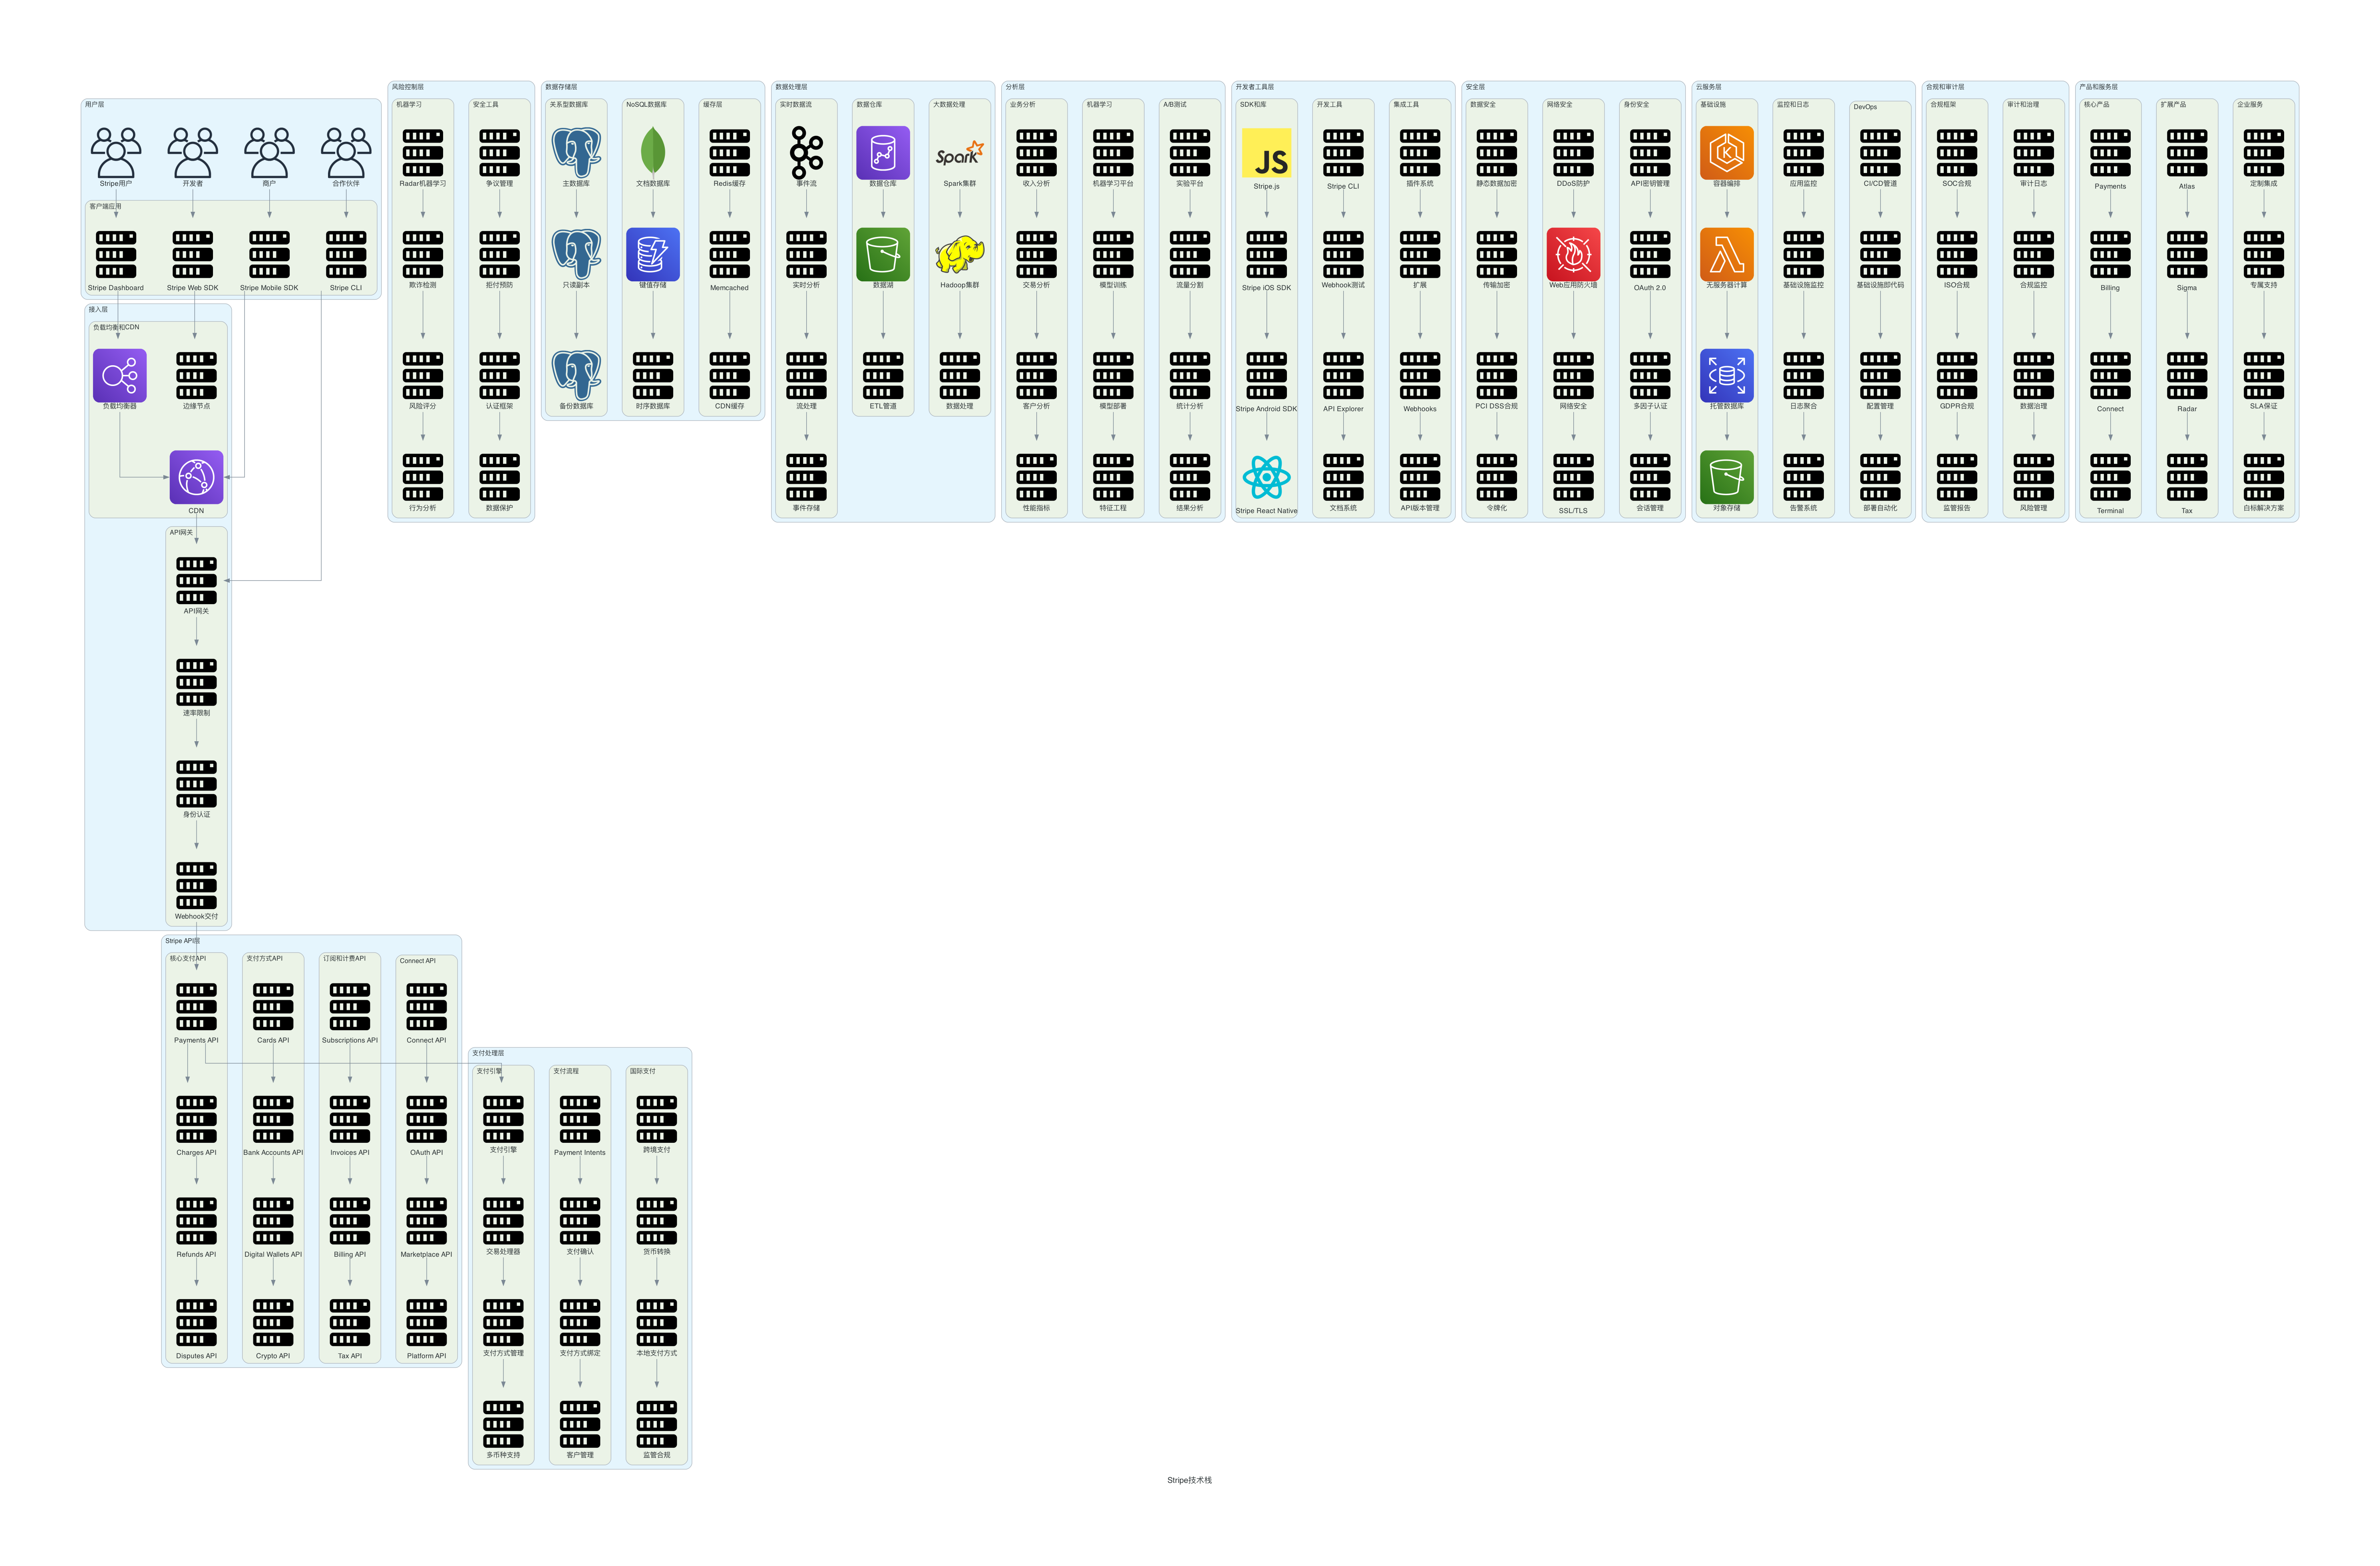 用户层
Stripe用户
开发者
商户
合作伙伴
客户端应用
Stripe Dashboard
Stripe Web SDK
Stripe Mobile SDK
Stripe CLI
接入层
负载均衡和CDN
负载均衡器
边缘节点
CDN
API网关
API网关
速率限制
身份认证
Webhook交付
Stripe API层
核心支付API
Payments API
Charges API
Refunds API
Disputes API
支付方式API
Cards API
Bank Accounts API
Digital Wallets API
Crypto API
订阅和计费API
Subscriptions API
Invoices API
Billing API
Tax API
Connect API
Connect API
OAuth API
Marketplace API
Platform API
支付处理层
支付引擎
支付引擎
交易处理器
支付方式管理
多币种支持
支付流程
Payment Intents
支付确认
支付方式绑定
客户管理
国际支付
跨境支付
货币转换
本地支付方式
监管合规
风险控制层
机器学习
Radar机器学习
欺诈检测
风险评分
行为分析
安全工具
争议管理
拒付预防
认证框架
数据保护
数据存储层
关系型数据库
主数据库
只读副本
备份数据库
NoSQL数据库
文档数据库
键值存储
时序数据库
缓存层
Redis缓存
Memcached
CDN缓存
数据处理层
实时数据流
事件流
实时分析
流处理
事件存储
数据仓库
数据仓库
数据湖
ETL管道
大数据处理
Spark
Spark集群
Hadoop集群
数据处理
分析层
业务分析
收入分析
交易分析
客户分析
性能指标
机器学习
机器学习平台
模型训练
模型部署
特征工程
A/B测试
实验平台
流量分割
统计分析
结果分析
开发者工具层
SDK和库
JS
Stripe.js
Stripe iOS SDK
Stripe Android SDK
Stripe React Native
开发工具
Stripe CLI
Webhook测试
API Explorer
文档系统
集成工具
插件系统
扩展
Webhooks
API版本管理
安全层
数据安全
静态数据加密
传输加密
PCI DSS合规
令牌化
网络安全
DDoS防护
Web应用防火墙
网络安全
SSL/TLS
身份安全
API密钥管理
OAuth 2.0
多因子认证
会话管理
云服务层
基础设施
容器编排
无服务器计算
托管数据库
对象存储
监控和日志
应用监控
基础设施监控
日志聚合
告警系统
DevOps
CI/CD管道
基础设施即代码
配置管理
部署自动化
合规和审计层
合规框架
SOC合规
ISO合规
GDPR合规
监管报告
审计和治理
审计日志
合规监控
数据治理
风险管理
产品和服务层
核心产品
Payments
Billing
Connect
Terminal
扩展产品
Atlas
Sigma
Radar
Tax
企业服务
定制集成
专属支持
SLA保证
白标解决方案
Stripe技术栈